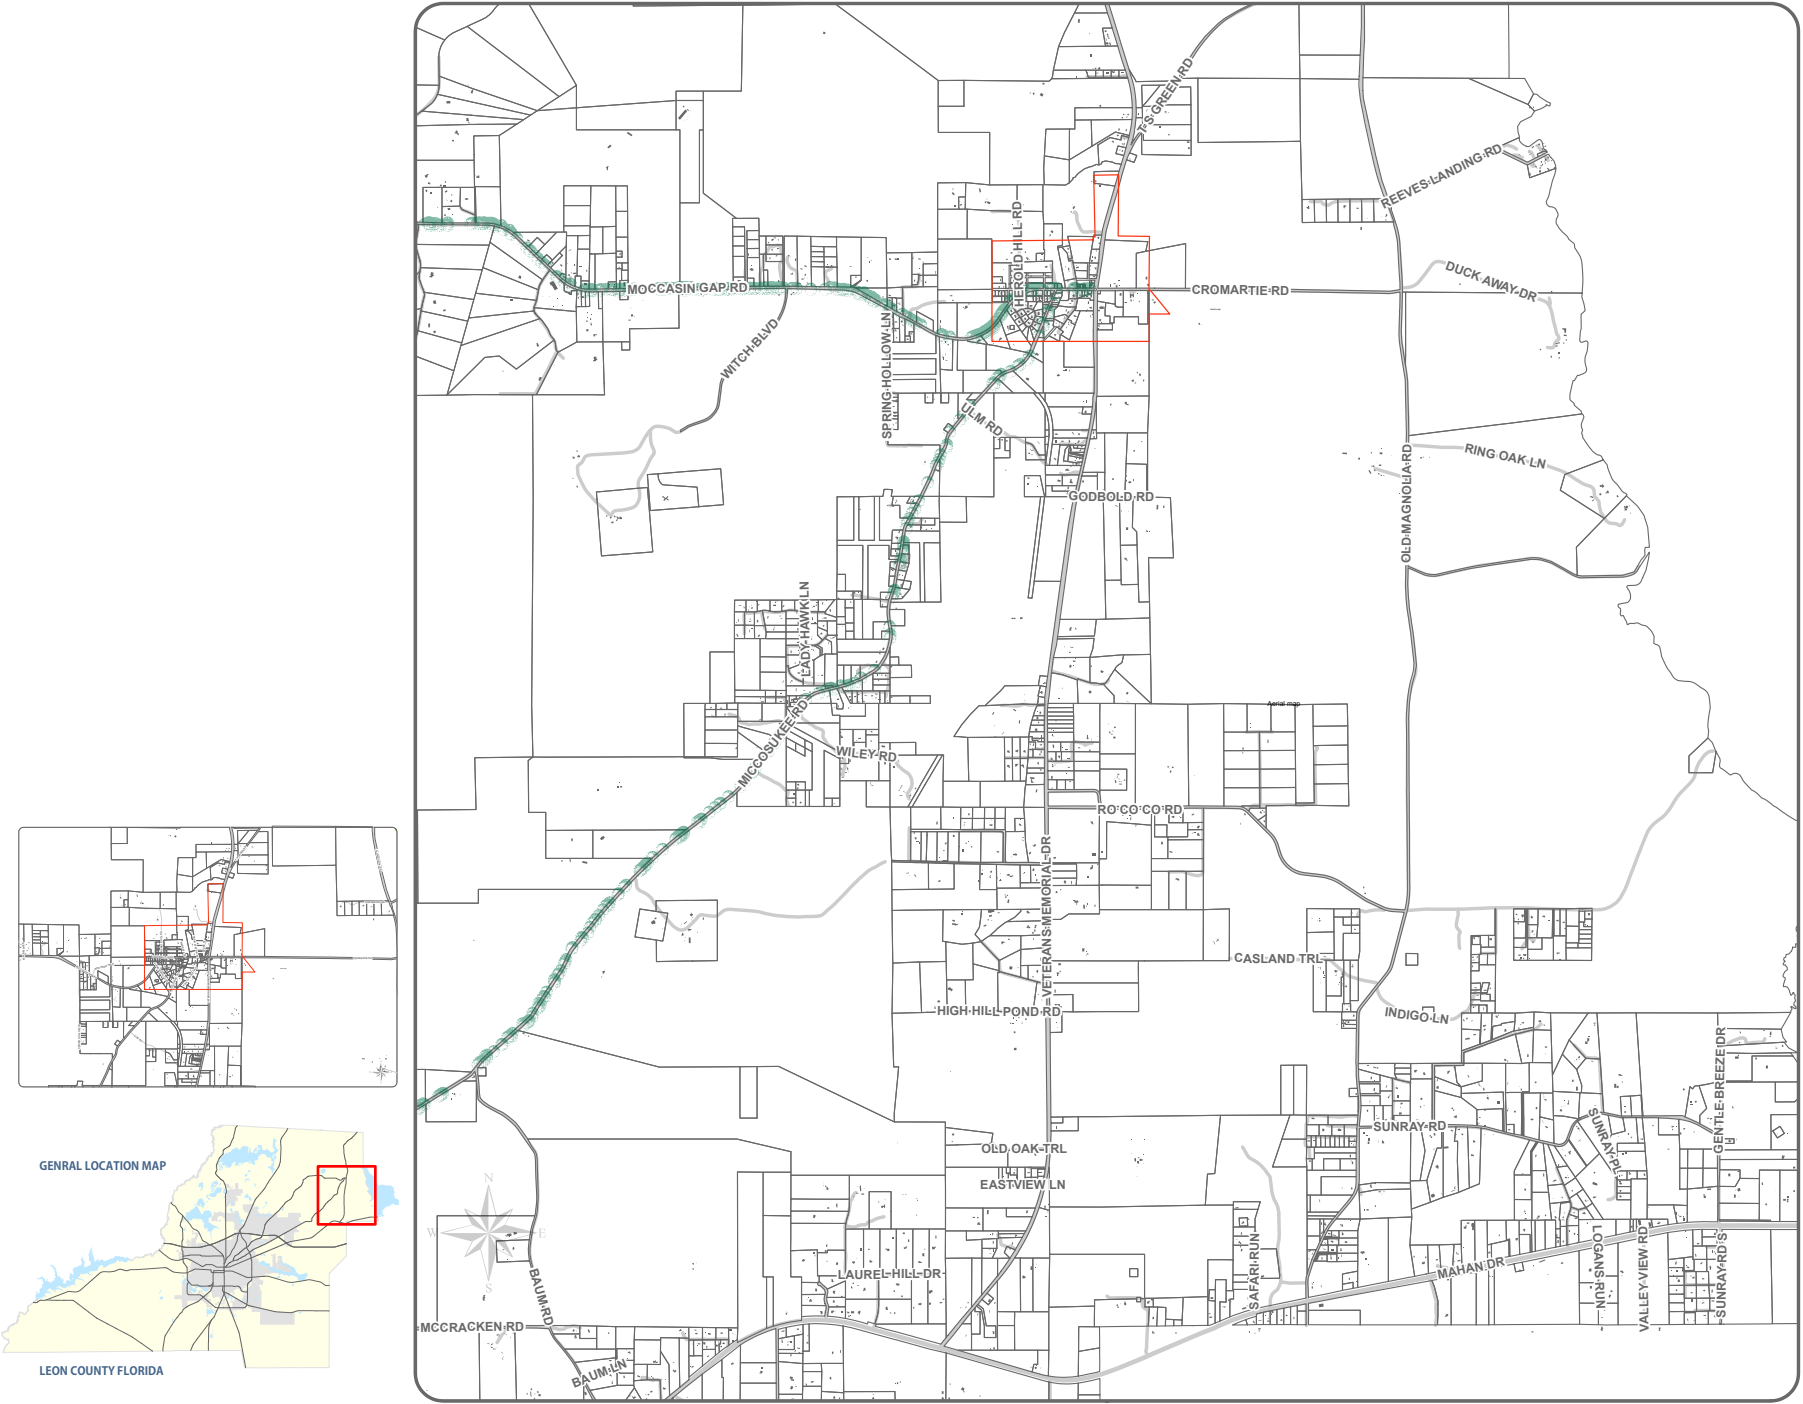 T S GREEN RD
REEVES LANDING RD
HEROLD HILL RD
DUCK AWAY DR
MOCCASIN GAP RD
CROMARTIE RD
WITCH BLVD
SPRING HOLLOW LN
ULM RD
RING OAK LN
OLD MAGNOLIA RD
GODBOLD RD
LADY HAWK LN
Aerial map
MICCOSUKEE RD
WILEY RD
RO CO CO RD
VETERANS MEMORIAL DR
CASLAND TRL
HIGH HILL POND RD
INDIGO LN
GENTLE BREEZE DR
SUNRAY RD
SUNRAY PL
OLD OAK TRL
EASTVIEW LN
GENRAL LOCATION MAP
N
W
E
S
LOGANS RUN
VALLEY VIEW RD
SUNRAY RD S
SAFARI RUN
MAHAN DR
LAUREL HILL DR
BAUM RD
MCCRACKEN RD
BAUM LN
LEON COUNTY FLORIDA